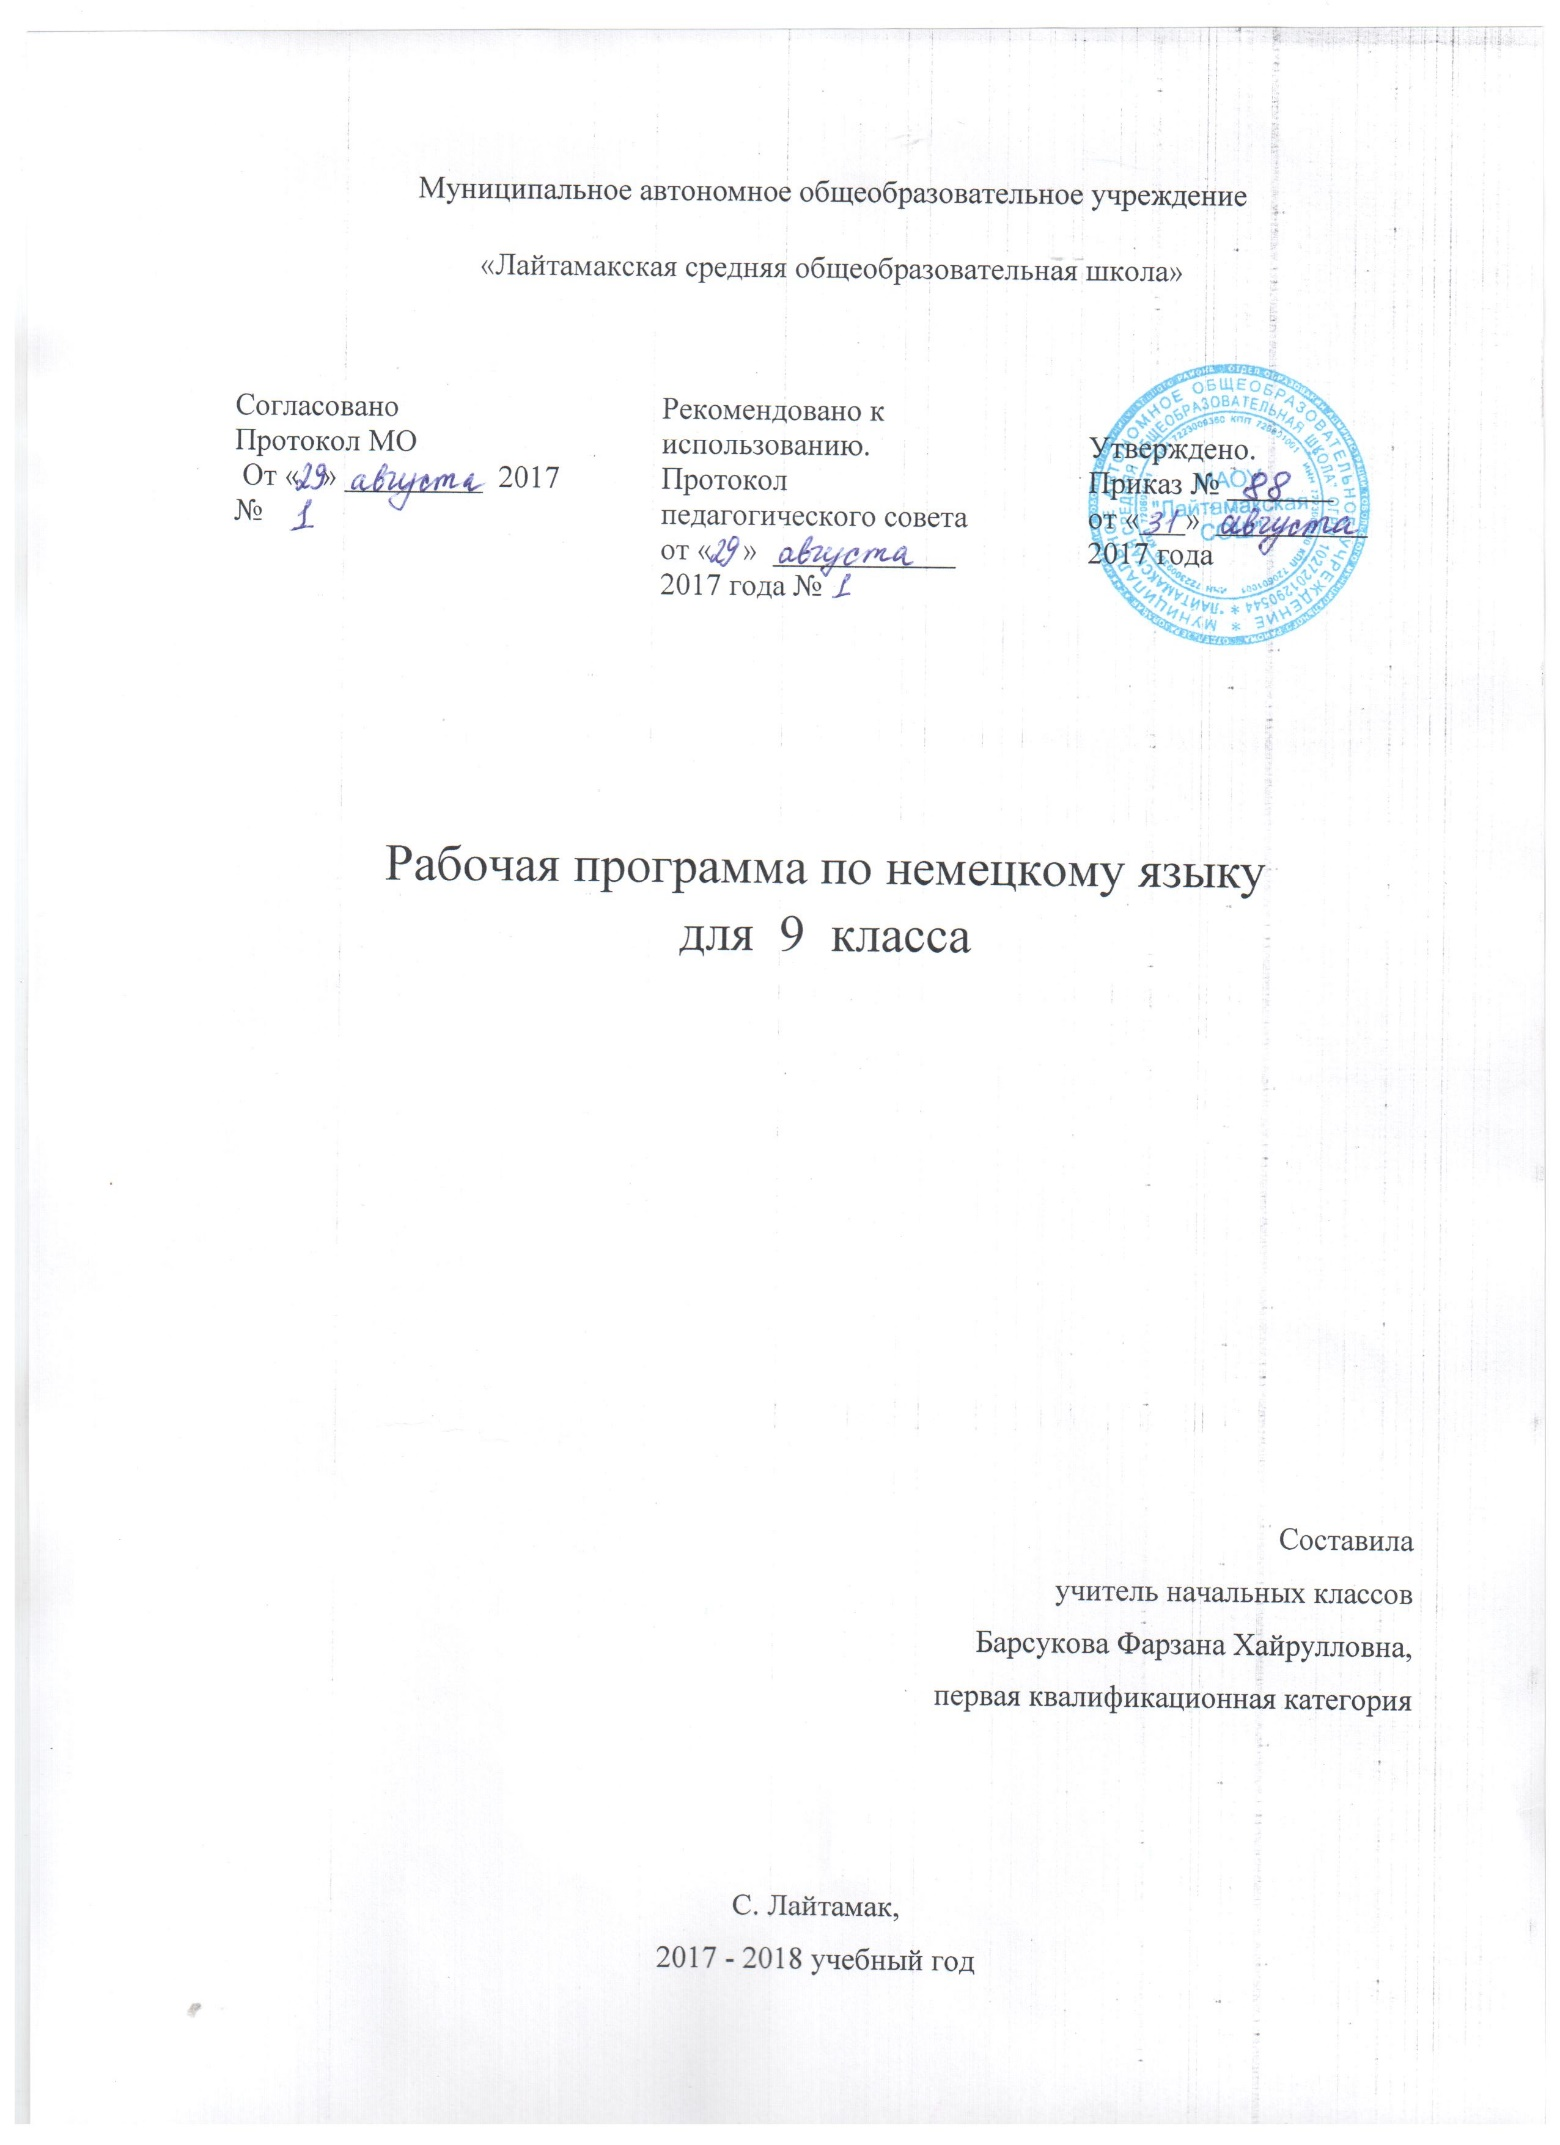 Муниципальное автономное общеобразовательное учреждение
«Лайтамакская средняя общеобразовательная школа»
Согласовано
Протокол МО
От «29» августа 2017
№ 1
Рекомендовано к
использованию.
Протокол
педагогического совета
от «29» августа
2017 года № 1
Утверждено.
Приказ № 88
от «31» августа
2017 года
МАОУ
"Лайтамакская
СОШ"
Рабочая программа по немецкому языку
для 9 класса
Составила
учитель начальных классов
Барсукова Фарзана Хайрулловна,
первая квалификационная категория
С. Лайтамак,
2017 - 2018 учебный год